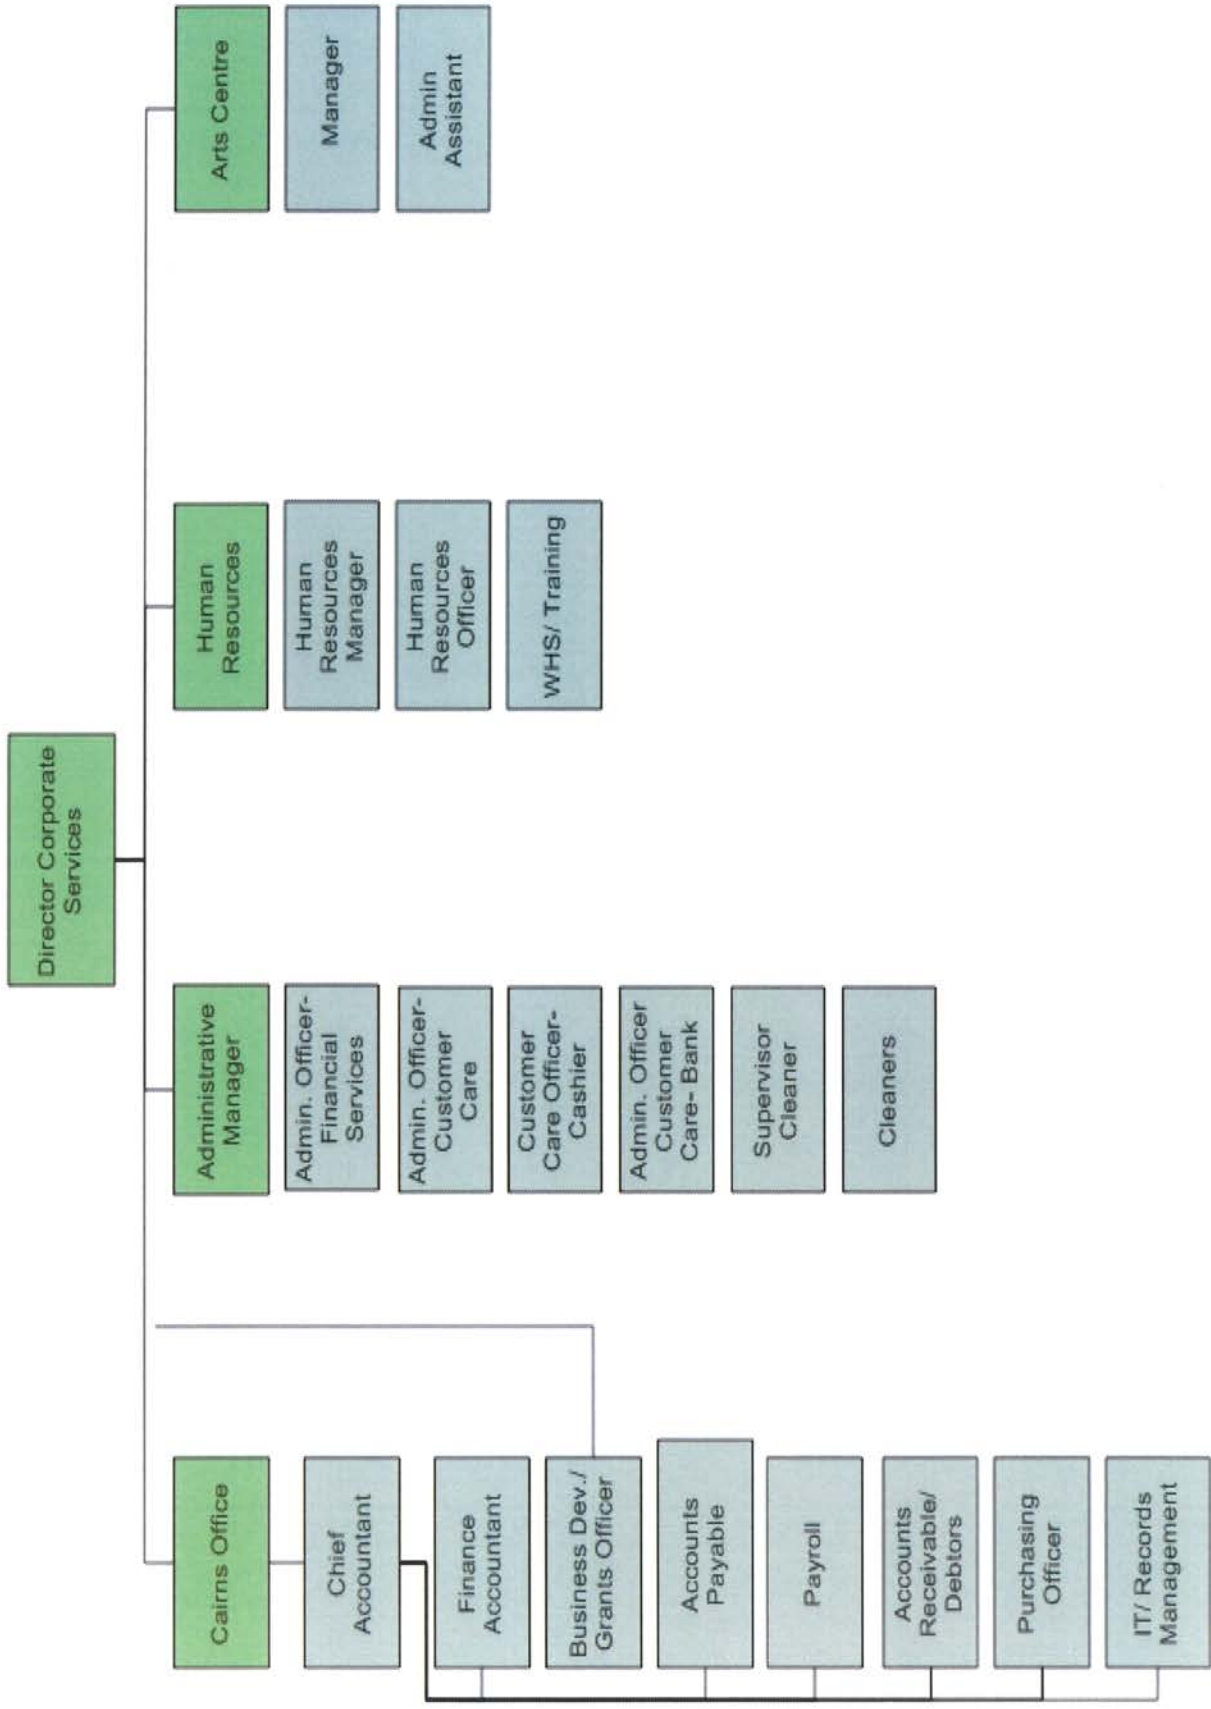 Director Corporate
Services
Cairns Office
Chief
Accountant
Finance
Accountant
Business Dev./
Grants Officer
Accounts
Payable
Payroll
Accounts
Receivable/
Debtors
Purchasing
Officer
IT/ Records
Management
Administrative
Manager
Admin. Officer-
Financial
Services
Admin. Officer-
Customer
Care
Customer
Care Officer-
Cashier
Admin. Officer
Customer
Care- Bank
Supervisor
Cleaner
Cleaners
Human
Resources
Human
Resources
Manager
Human
Resources
Officer
WHS/ Training
Arts Centre
Manager
Admin
Assistant